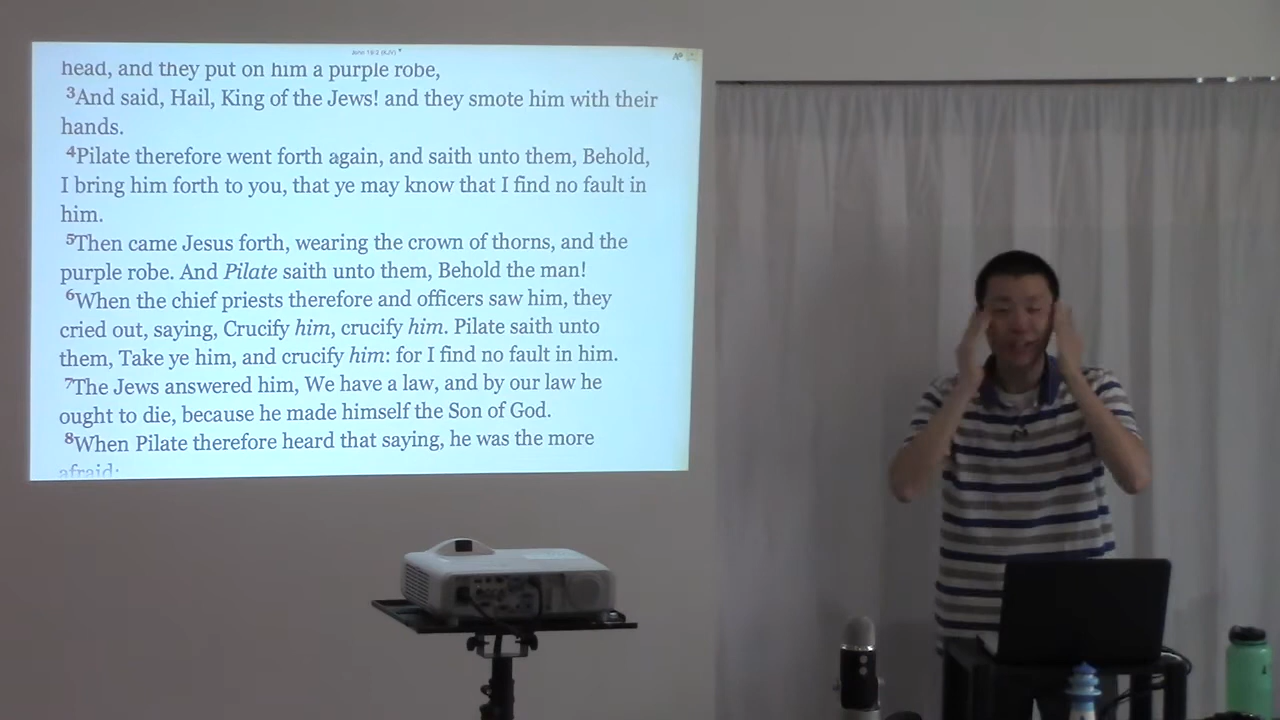 John 19:2 (KJV)
head, and they put on him a purple robe,
3And said, Hail, King of the Jews! and they smote him with their
hands.
4Pilate therefore went forth again, and saith unto them, Behold,
I bring him forth to you, that ye may know that I find no fault in
him.
5Then came Jesus forth, wearing the crown of thorns, and the
purple robe. And Pilate saith unto them, Behold the man!
6When the chief priests therefore and officers saw him, they
cried out, saying, Crucify him, crucify him. Pilate saith unto
them, Take ye him, and crucify him: for I find no fault in him.
7The Jews answered him, We have a law, and by our law he
ought to die, because he made himself the Son of God.
8When Pilate therefore heard that saying, he was the more
afraid;